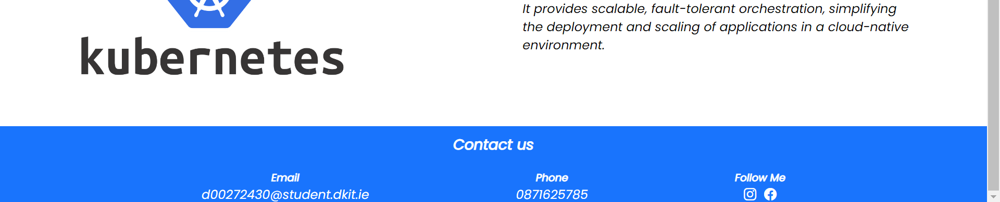 kubernetes
It provides scalable, fault-tolerant orchestration, simplifying
the deployment and scaling of applications in a cloud-native
environment.
Contact us
Email
d00272430@student.dkit.ie
Phone
0871625785
Follow Me